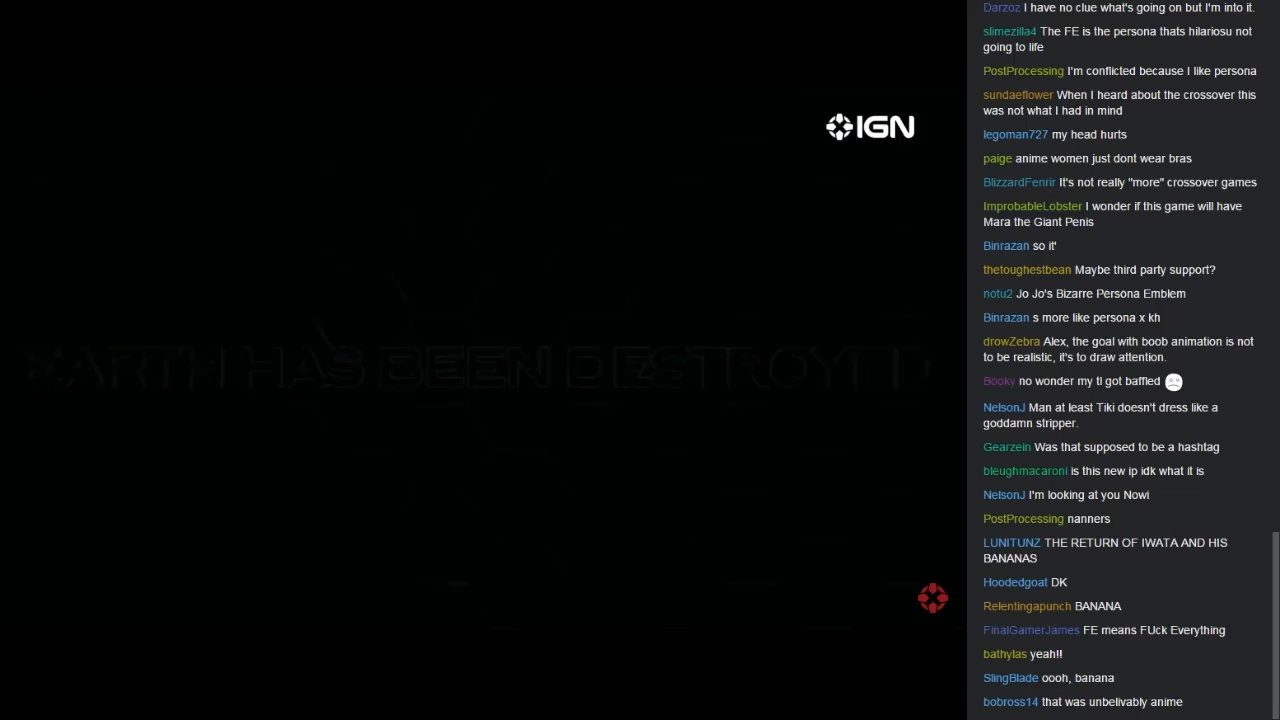 IGN
EARTH HAS BEEN DESTROYED
Darzoz I have no clue what's going on but I'm into it.
slimezilla4 The FE is the persona thats hilariosu not
going to life
PostProcessing I'm conflicted because I like persona
sundaeflower When I heard about the crossover this
was not what I had in mind
legoman727 my head hurts
paige anime women just dont wear bras
BlizzardFenrir It's not really "more" crossover games
ImprobableLobster I wonder if this game will have
Mara the Giant Penis
Binrazan so it'
thetoughestbean Maybe third party support?
notu2 Jo Jo's Bizarre Persona Emblem
Binrazan s more like persona x kh
drowZebra Alex, the goal with boob animation is not
to be realistic, it's to draw attention.
Booky no wonder my tl got baffled
NelsonJ Man at least Tiki doesn't dress like a
goddamn stripper.
Gearzein Was that supposed to be a hashtag
bleughmacaroni is this new ip idk what it is
NelsonJ I'm looking at you Nowi
PostProcessing nanners
LUNITUNZ THE RETURN OF IWATA AND HIS
BANANAS
Hoodedgoat DK
Relentingapunch BANANA
FinalGamerJames FE means FUck Everything
bathylas yeah!!
SlingBlade oooh, banana
bobross14 that was unbelivably anime